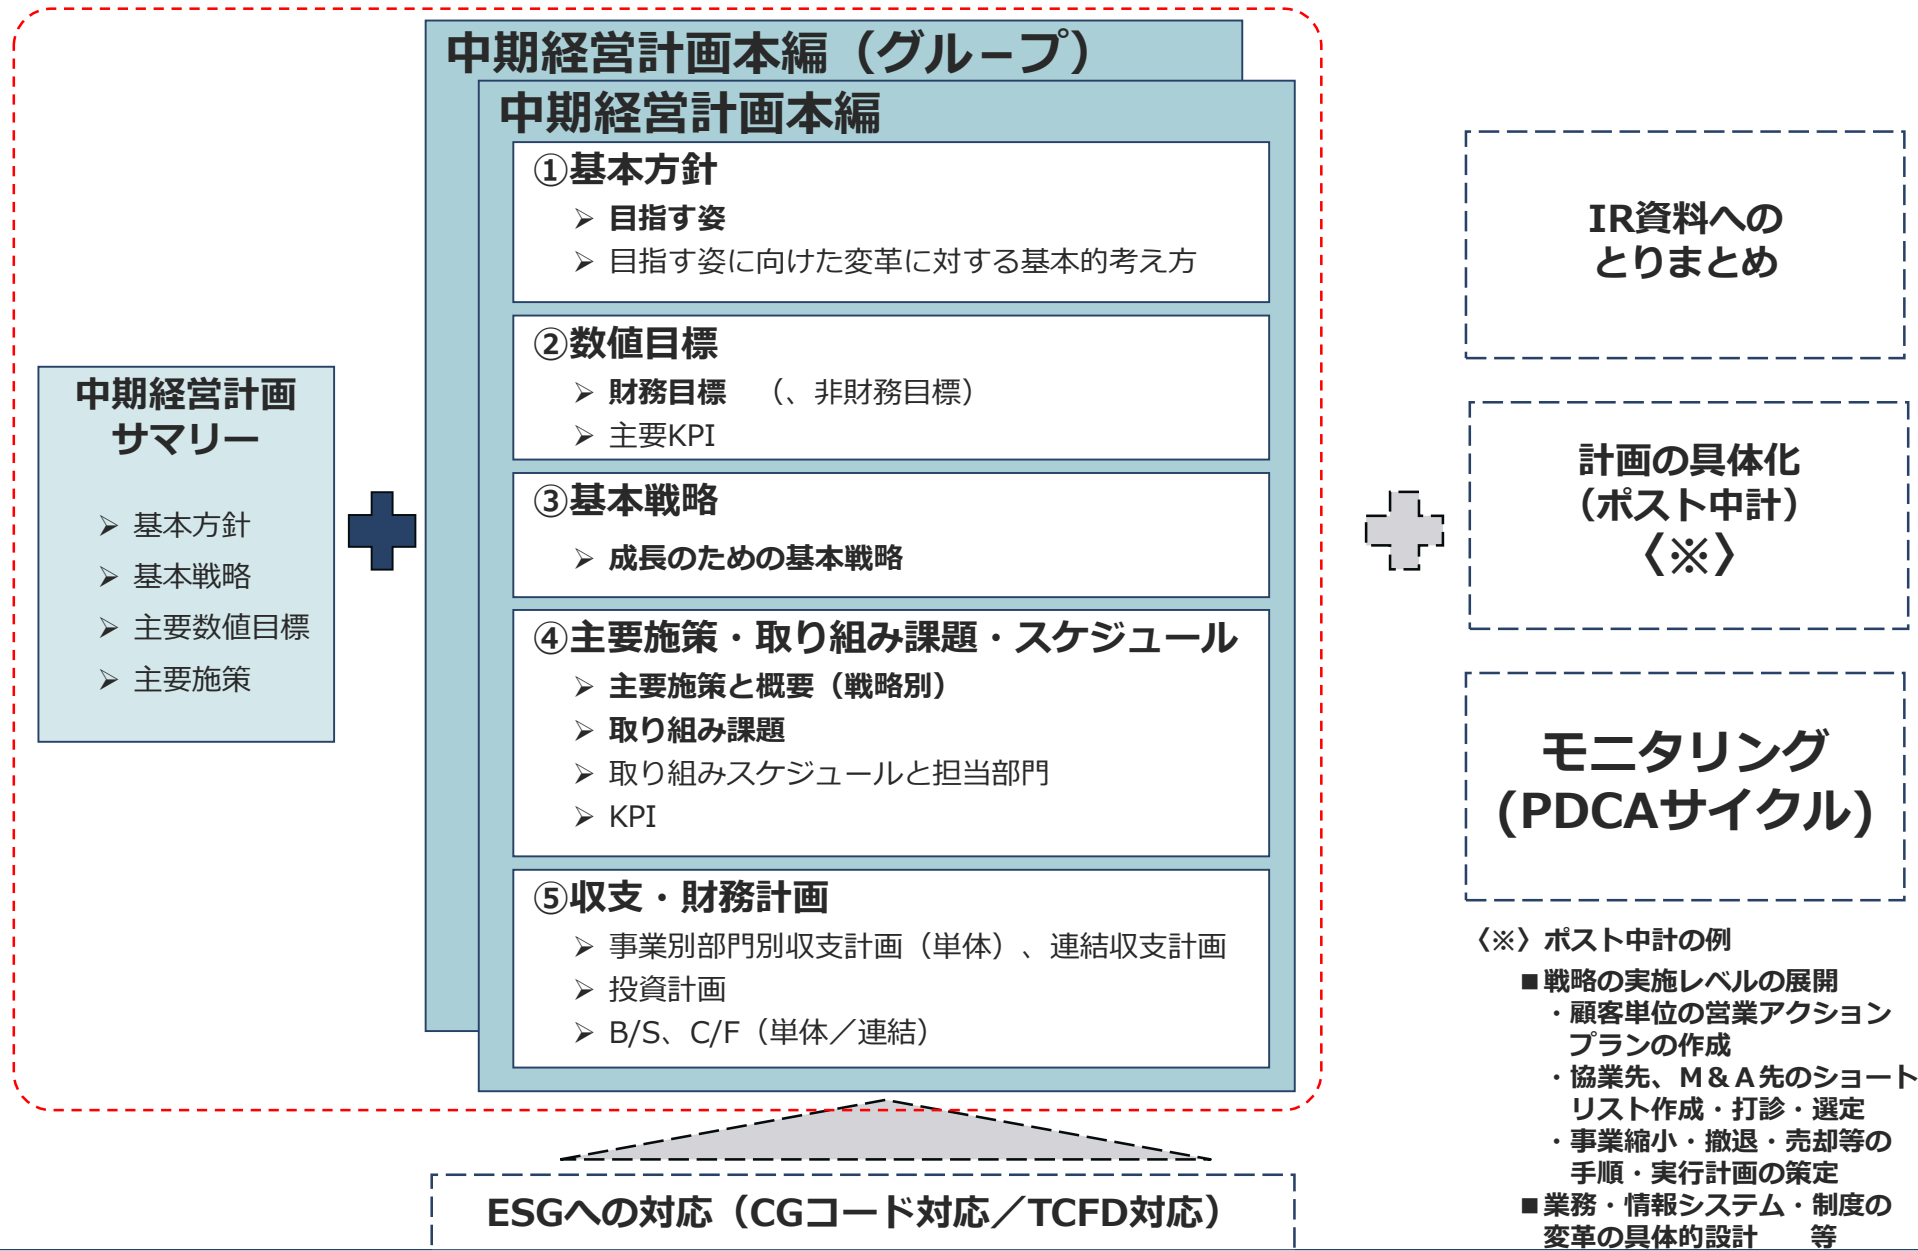 中期経営計画本編（グループ）
中期経営計画本編
①基本方針
➢ 目指す姿
➢ 目指す姿に向けた変革に対する基本的考え方
②数値目標
➢ 財務目標　（、非財務目標）
➢ 主要KPI
③基本戦略
➢ 成長のための基本戦略
④主要施策・取り組み課題・スケジュール
➢ 主要施策と概要（戦略別）
➢ 取り組み課題
➢ 取り組みスケジュールと担当部門
➢ KPI
⑤収支・財務計画
➢ 事業別部門別収支計画（単体）、連結収支計画
➢ 投資計画
➢ B/S、C/F（単体／連結）
中期経営計画
サマリー
➢ 基本方針
➢ 基本戦略
➢ 主要数値目標
➢ 主要施策
IR資料への
とりまとめ
計画の具体化
（ポスト中計）
〈※〉
モニタリング
(PDCAサイクル)
〈※〉ポスト中計の例
■戦略の実施レベルの展開
・顧客単位の営業アクション
プランの作成
・協業先、M＆A先のショート
リスト作成・打診・選定
・事業縮小・撤退・売却等の
手順・実行計画の策定
■業務・情報システム・制度の
変革の具体的設計　等
ESGへの対応（CGコード対応／TCFD対応）